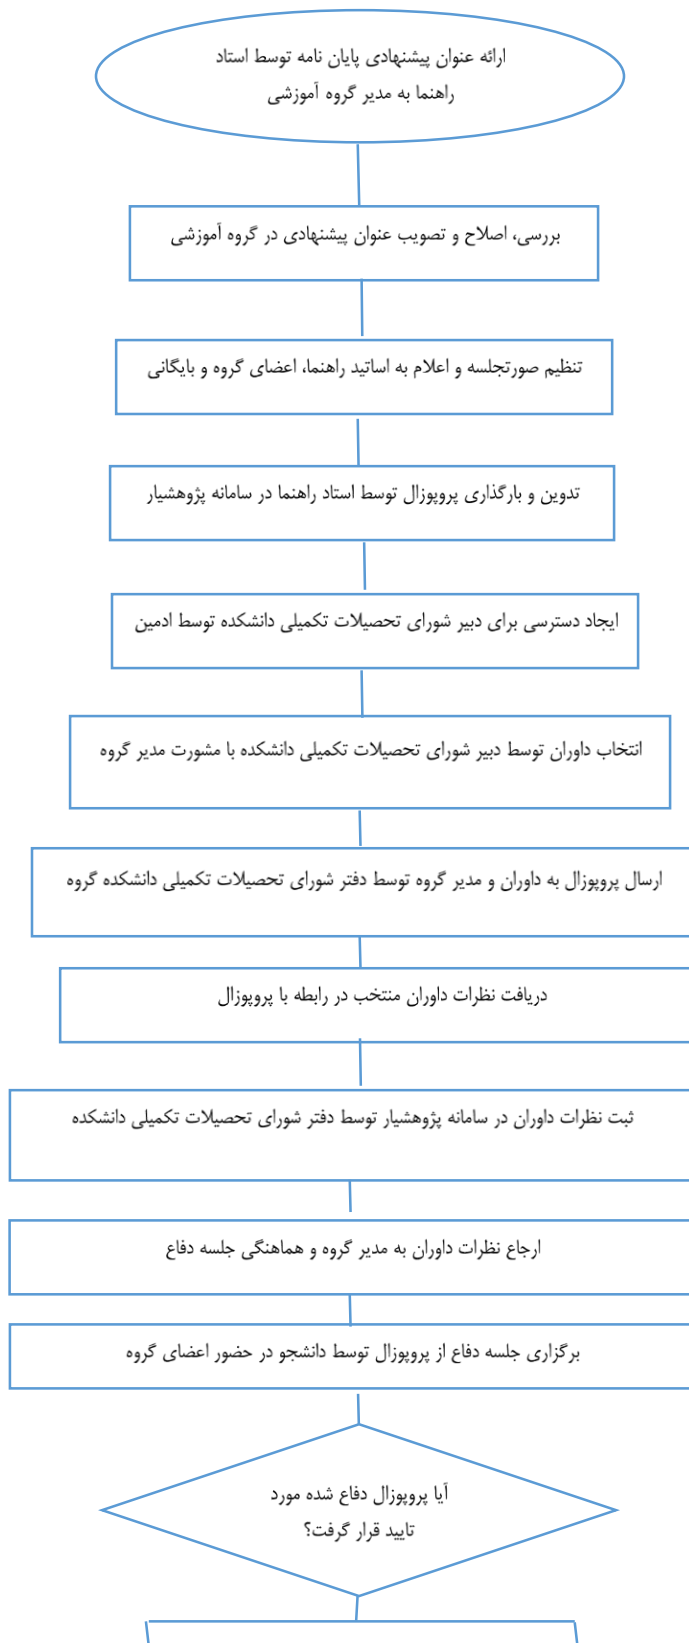 ارائه عنوان پیشنهادی پایان نامه توسط استاد
راهنما به مدیر گروه آموزشی
بررسی، اصلاح و تصویب عنوان پیشنهادی در گروه آموزشی
تنظیم صورتجلسه و اعلام به اساتید راهنما، اعضای گروه و بایگانی
تدوین و بارگذاری پروپوزال توسط استاد راهنما در سامانه پژوهشیار
ایجاد دسترسی برای دبیر شورای تحصیلات تکمیلی دانشکده توسط ادمین
انتخاب داوران توسط دبیر شورای تحصیلات تکمیلی دانشکده با مشورت مدیر گروه
ارسال پروپوزال به داوران و مدیر گروه توسط دفتر شورای تحصیلات تکمیلی دانشکده گروه
دریافت نظرات داوران منتخب در رابطه با پروپوزال
ثبت نظرات داوران در سامانه پژوهشیار توسط دفتر شورای تحصیلات تکمیلی دانشکده
ارجاع نظرات داوران به مدیر گروه و هماهنگی جلسه دفاع
برگزاری جلسه دفاع از پروپوزال توسط دانشجو در حضور اعضای گروه
آیا پروپوزال دفاع شده مورد
تایید قرار گرفت؟